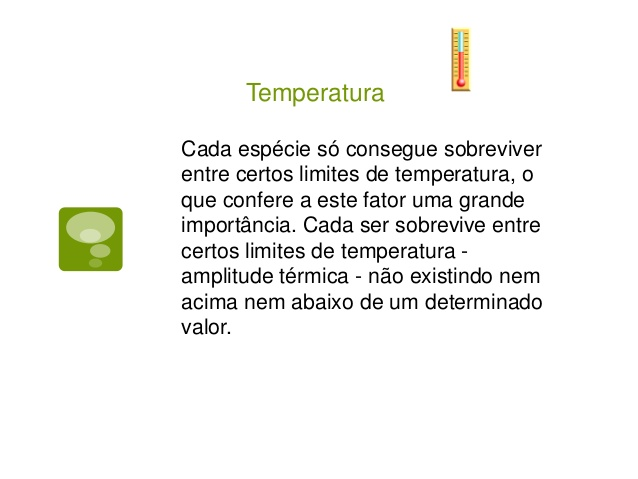 Temperatura
Cada espécie só consegue sobreviver
entre certos limites de temperatura, o
que confere a este fator uma grande
importância. Cada ser sobrevive entre
certos limites de temperatura -
amplitude térmica - não existindo nem
acima nem abaixo de um determinado
valor.